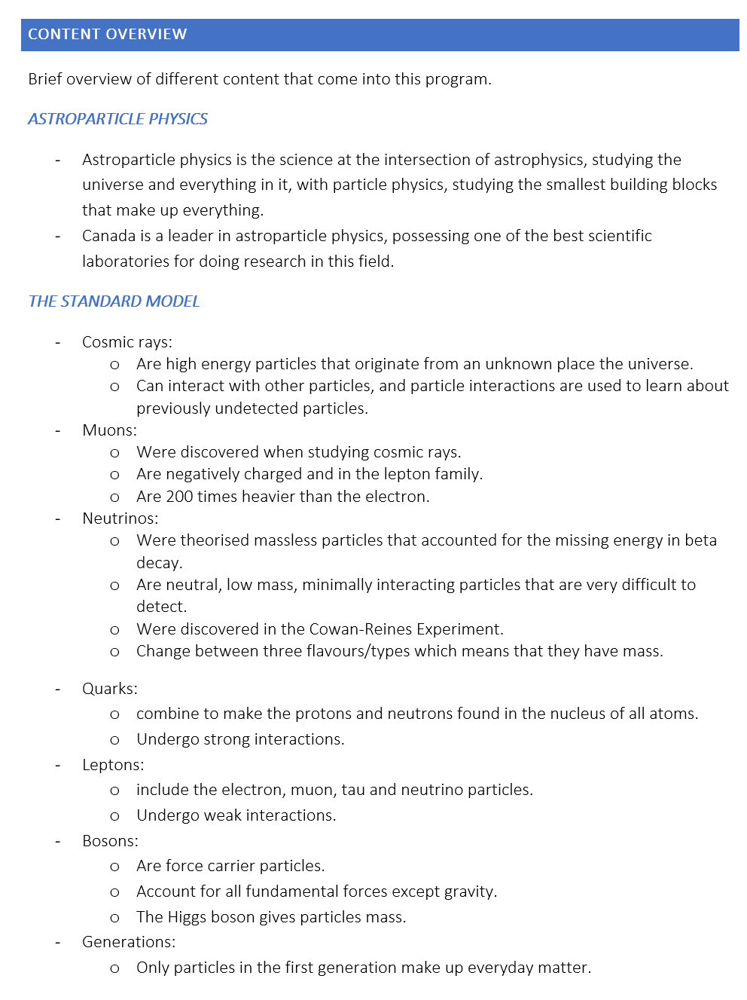 CONTENT OVERVIEW
Brief overview of different content that come into this program.
ASTROPARTICLE PHYSICS
- Astroparticle physics is the science at the intersection of astrophysics, studying the
universe and everything in it, with particle physics, studying the smallest building blocks
that make up everything.
- Canada is a leader in astroparticle physics, possessing one of the best scientific
laboratories for doing research in this field.
THE STANDARD MODEL
- Cosmic rays:
o Are high energy particles that originate from an unknown place the universe.
o Can interact with other particles, and particle interactions are used to learn about
previously undetected particles.
- Muons:
o Were discovered when studying cosmic rays.
o Are negatively charged and in the lepton family.
o Are 200 times heavier than the electron.
- Neutrinos:
o Were theorised massless particles that accounted for the missing energy in beta
decay.
o Are neutral, low mass, minimally interacting particles that are very difficult to
detect.
o Were discovered in the Cowan-Reines Experiment.
o Change between three flavours/types which means that they have mass.
- Quarks:
o combine to make the protons and neutrons found in the nucleus of all atoms.
o Undergo strong interactions.
- Leptons:
o include the electron, muon, tau and neutrino particles.
o Undergo weak interactions.
- Bosons:
o Are force carrier particles.
o Account for all fundamental forces except gravity.
o The Higgs boson gives particles mass.
- Generations:
o Only particles in the first generation make up everyday matter.